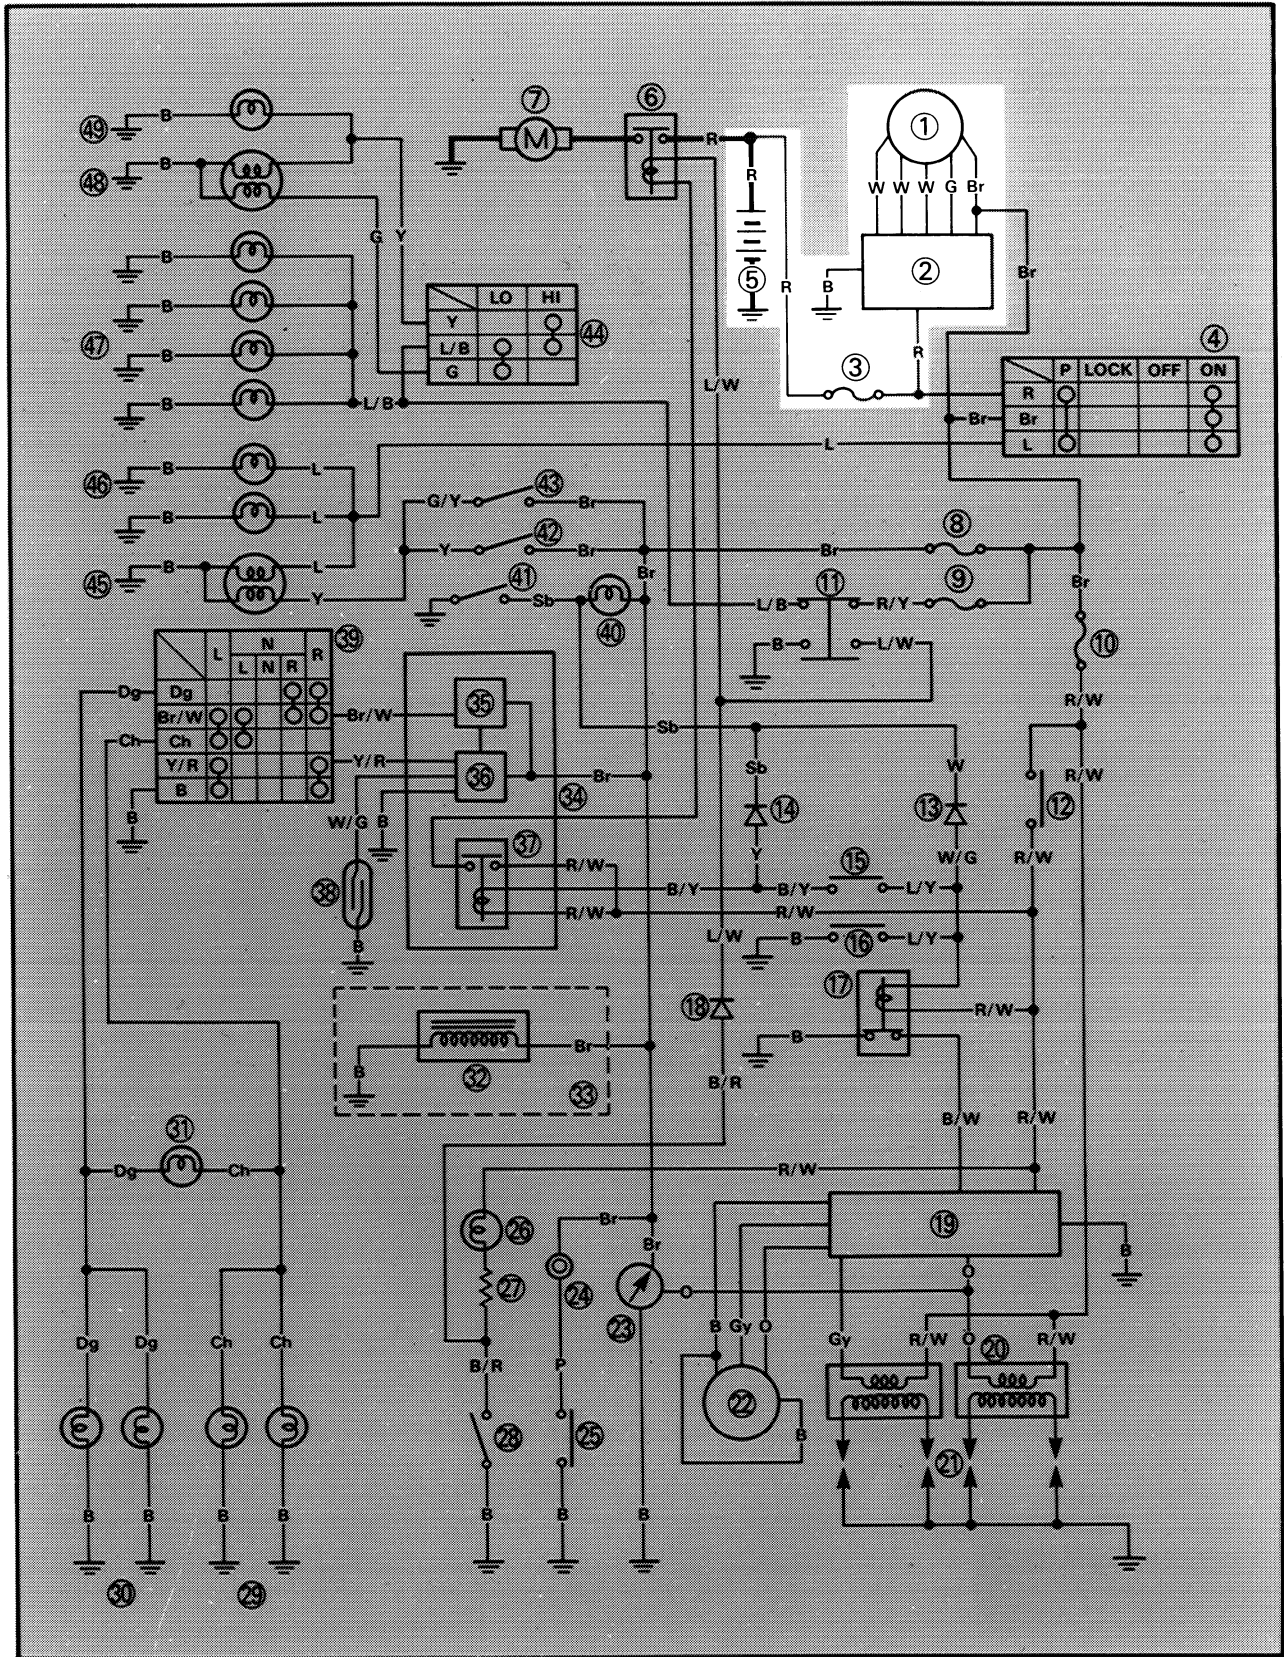 ⑥ ① ⑦
㊾ B M R
B R W W W G Br
㊽
G Y
B ②
LO HI ⑤ Br
B R B
Y ㊹
㊼ B L/B ④
G ③ R
L/W P LOCK OFF ON
B L/B R
Br Br
L L
㊻ B L G/Y ㊸ Br
B L ㊷ ⑧
Y Br Br
B L ㊶ Br ⑪ ⑨ Br
㊺ Y Sb L/B R/Y
N ㊴ ㊵ B L/W ⑩
L L N R R
Dg Dg R/W
Br/W Br/W ㉟ Sb
Ch Ch Sb W
Y/R Y/R ㊱ Br R/W
B B ㉞ ⑭ ⑬ ⑫
W/G B ㊲ Y W/G R/W
R/W ⑮
㊳ B/Y B/Y L/Y
R/W R/W
B L/W B ⑯ L/Y
⑰
⑱ R/W
Br B
B ㉜ B/R
㉝ B/W R/W
㉛
Dg Ch R/W
㉖ Br ⑲
Br B
㉗ ㉔ O O
㉓ B Gy O
Dg Dg Ch Ch Gy R/W O ⑳ R/W
B/R P
㉒
㉘ ㉕ B
㉑
B B B B B B B
㉚ ㉙